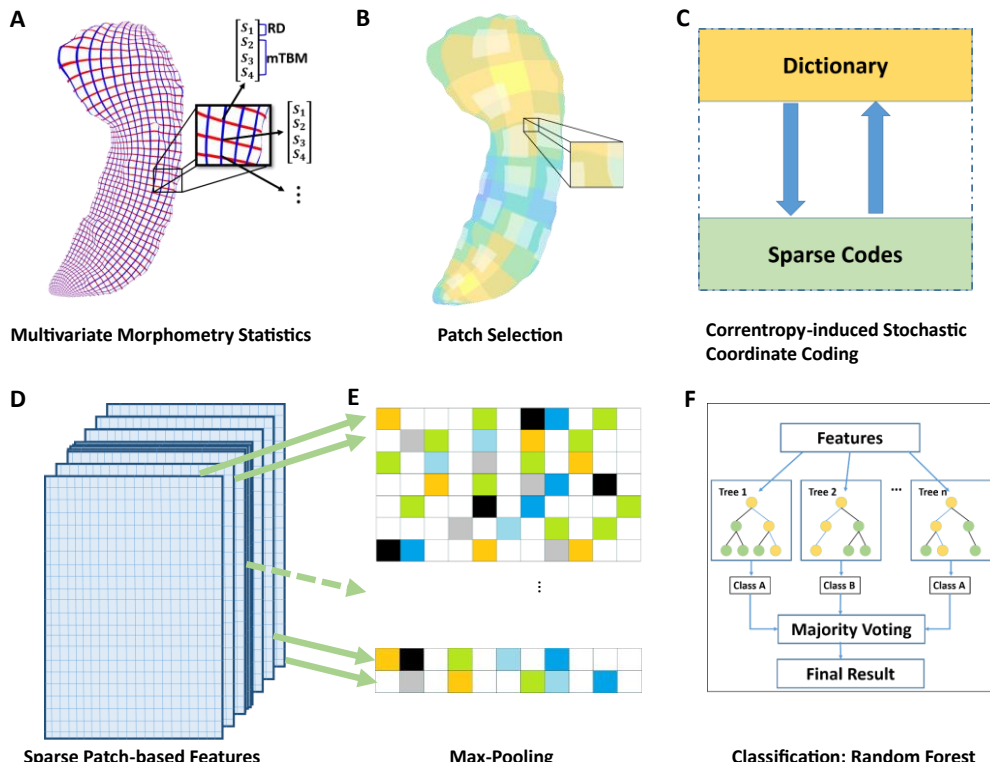 A
S1
S2
S3
S4
RD
mTBM
S1
S2
S3
S4
⋮
Multivariate Morphometry Statistics
B
Patch Selection
C
Dictionary
Sparse Codes
Correntropy-induced Stochastic
Coordinate Coding
D
Sparse Patch-based Features
E
⋮
Max-Pooling
F
Features
Tree 1
Tree 2
...
Tree n
Class A
Class B
Class A
Majority Voting
Final Result
Classification: Random Forest